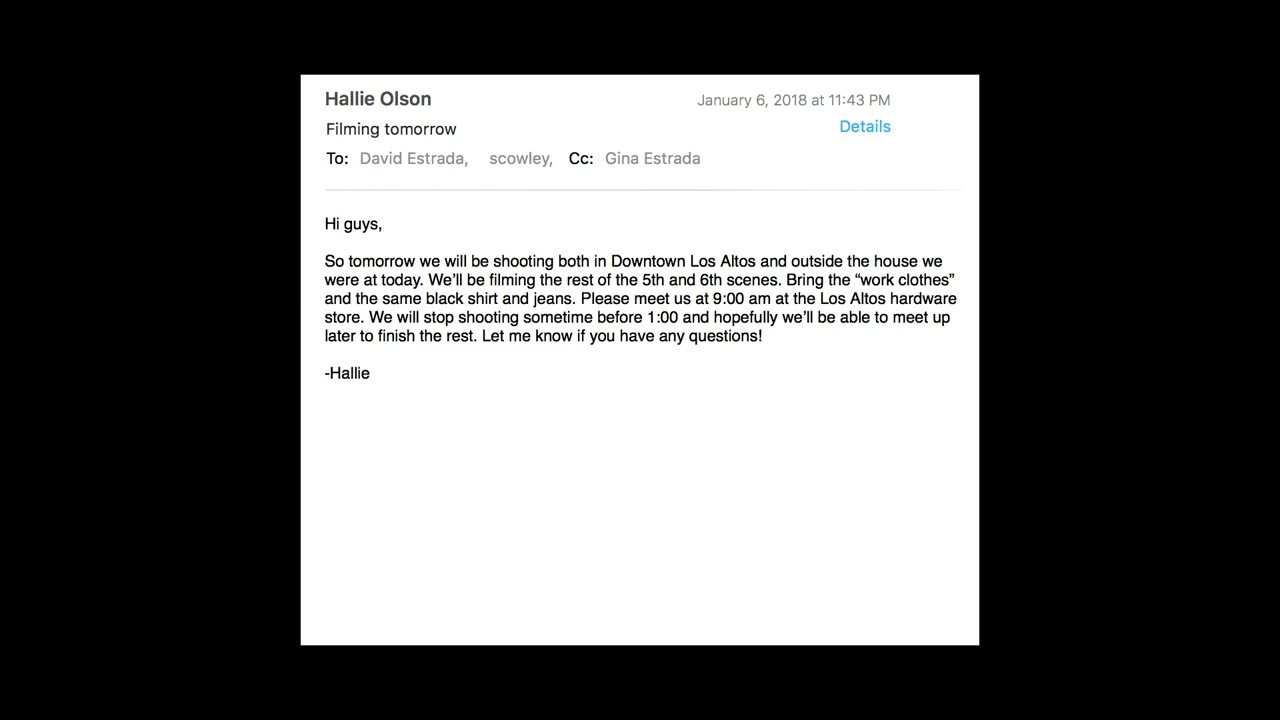 Hallie Olson January 6, 2018 at 11:43 PM
Filming tomorrow Details
To: David Estrada, scowley, Cc: Gina Estrada
Hi guys,
So tomorrow we will be shooting both in Downtown Los Altos and outside the house we
were at today. We’ll be filming the rest of the 5th and 6th scenes. Bring the “work clothes”
and the same black shirt and jeans. Please meet us at 9:00 am at the Los Altos hardware
store. We will stop shooting sometime before 1:00 and hopefully we’ll be able to meet up
later to finish the rest. Let me know if you have any questions!
-Hallie